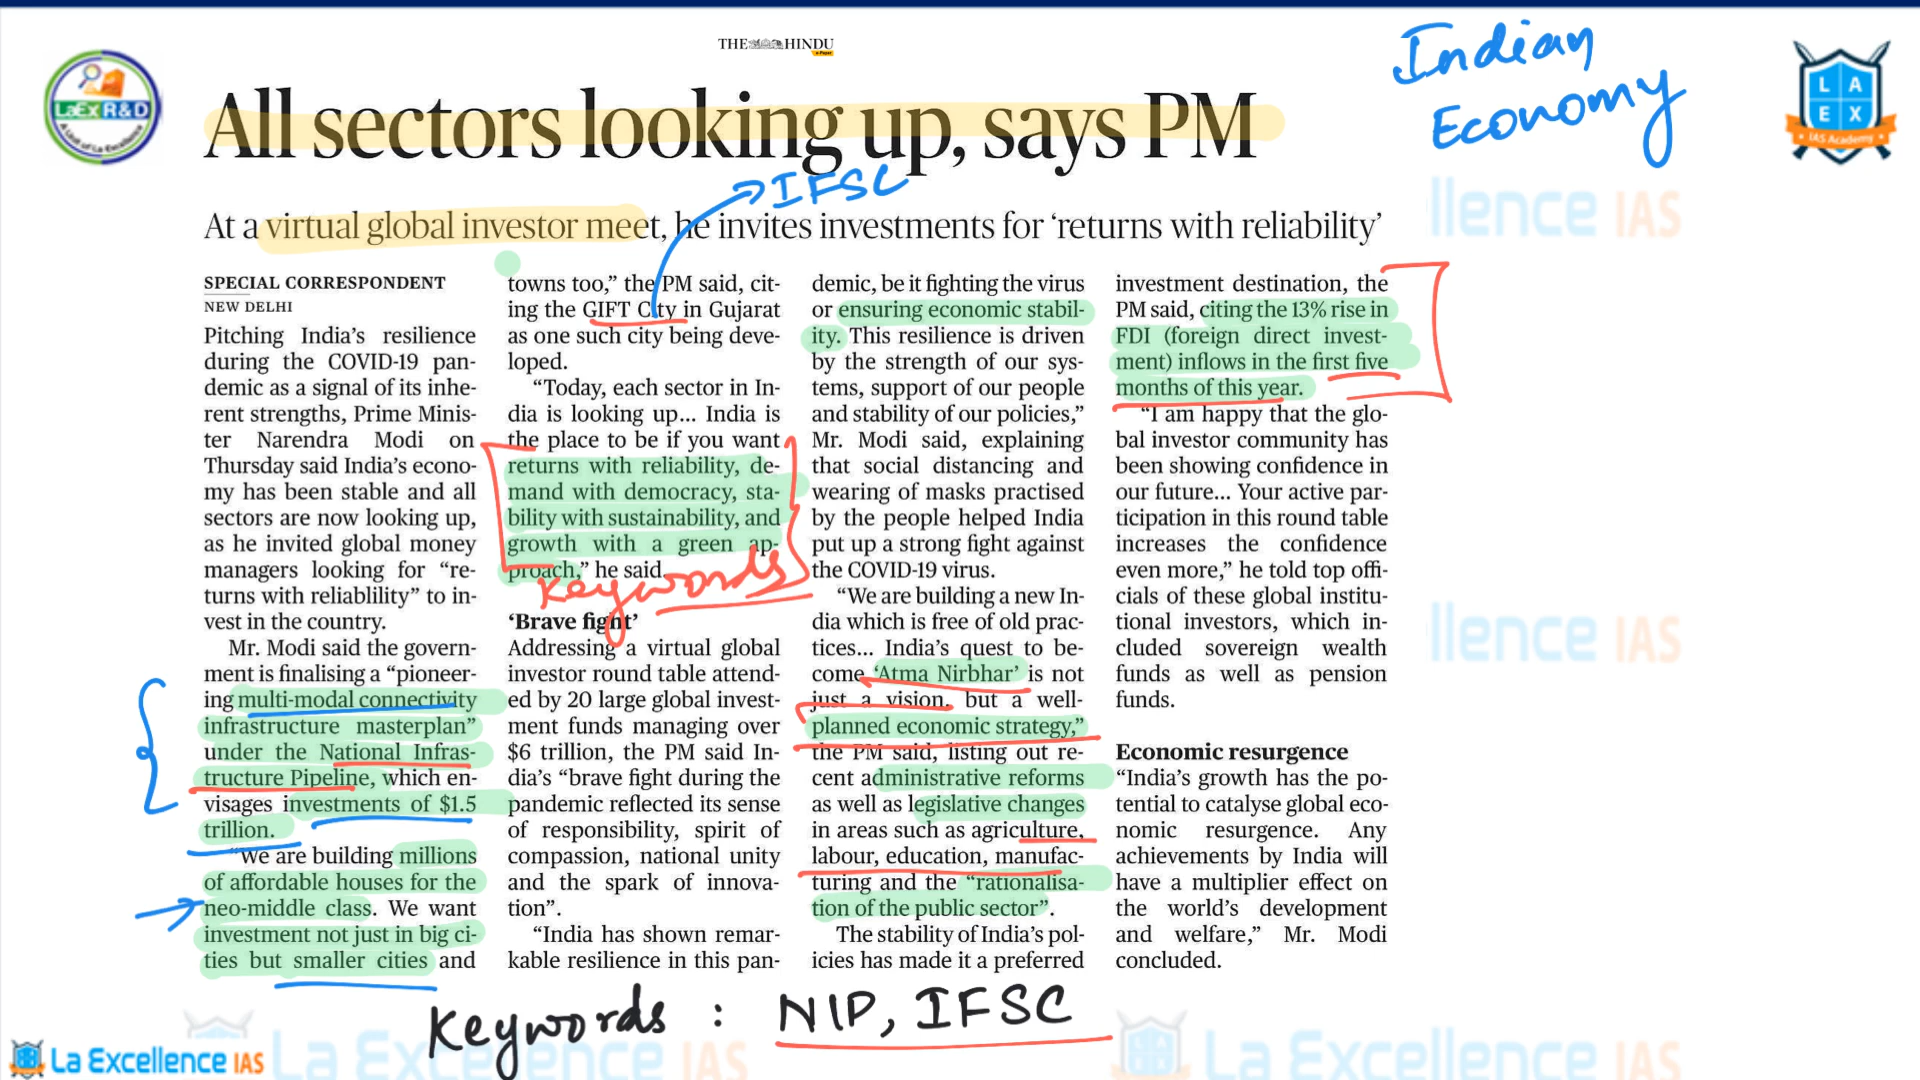 THE HINDU
e-Paper
Indian
Economy
LaEx R&D
A Unit of La Excellence
L A
E X
IAS Academy
All sectors looking up, says PM
IFSC
At a virtual global investor meet, he invites investments for ‘returns with reliability’
llence IAS
SPECIAL CORRESPONDENT
NEW DELHI
Pitching India’s resilience
during the COVID-19 pan-
demic as a signal of its inhe-
rent strengths, Prime Minis-
ter Narendra Modi on
Thursday said India’s econo-
my has been stable and all
sectors are now looking up,
as he invited global money
managers looking for “re-
turns with reliablility” to in-
vest in the country.
Mr. Modi said the govern-
ment is finalising a “pioneer-
ing multi-modal connectivity
infrastructure masterplan”
under the National Infras-
tructure Pipeline, which en-
visages investments of $1.5
trillion.
“We are building millions
of affordable houses for the
neo-middle class. We want
investment not just in big ci-
ties but smaller cities and
towns too,” the PM said, cit-
ing the GIFT City in Gujarat
as one such city being deve-
loped.
“Today, each sector in In-
dia is looking up... India is
the place to be if you want
returns with reliability, de-
mand with democracy, sta-
bility with sustainability, and
growth with a green ap-
proach,” he said.
Keywords
‘Brave fight’
Addressing a virtual global
investor round table attend-
ed by 20 large global invest-
ment funds managing over
$6 trillion, the PM said In-
dia’s “brave fight during the
pandemic reflected its sense
of responsibility, spirit of
compassion, national unity
and the spark of innova-
tion”.
“India has shown remar-
kable resilience in this pan-
demic, be it fighting the virus
or ensuring economic stabil-
ity. This resilience is driven
by the strength of our sys-
tems, support of our people
and stability of our policies,”
Mr. Modi said, explaining
that social distancing and
wearing of masks practised
by the people helped India
put up a strong fight against
the COVID-19 virus.
“We are building a new In-
dia which is free of old prac-
tices... India’s quest to be-
come ‘Atma Nirbhar’ is not
just a vision, but a well-
planned economic strategy,”
the PM said, listing out re-
cent administrative reforms
as well as legislative changes
in areas such as agriculture,
labour, education, manufac-
turing and the “rationalisa-
tion of the public sector”.
The stability of India’s pol-
icies has made it a preferred
investment destination, the
PM said, citing the 13% rise in
FDI (foreign direct invest-
ment) inflows in the first five
months of this year.
“I am happy that the glo-
bal investor community has
been showing confidence in
our future... Your active par-
ticipation in this round table
increases the confidence
even more,” he told top offi-
cials of these global institu-
tional investors, which in-
cluded sovereign wealth
funds as well as pension
funds.
Economic resurgence
“India’s growth has the po-
tential to catalyse global eco-
nomic resurgence. Any
achievements by India will
have a multiplier effect on
the world’s development
and welfare,” Mr. Modi
concluded.
llence IAS
Keywords : NIP, IFSC
La Excellence IAS
La Excellence IAS
La Excellence IAS